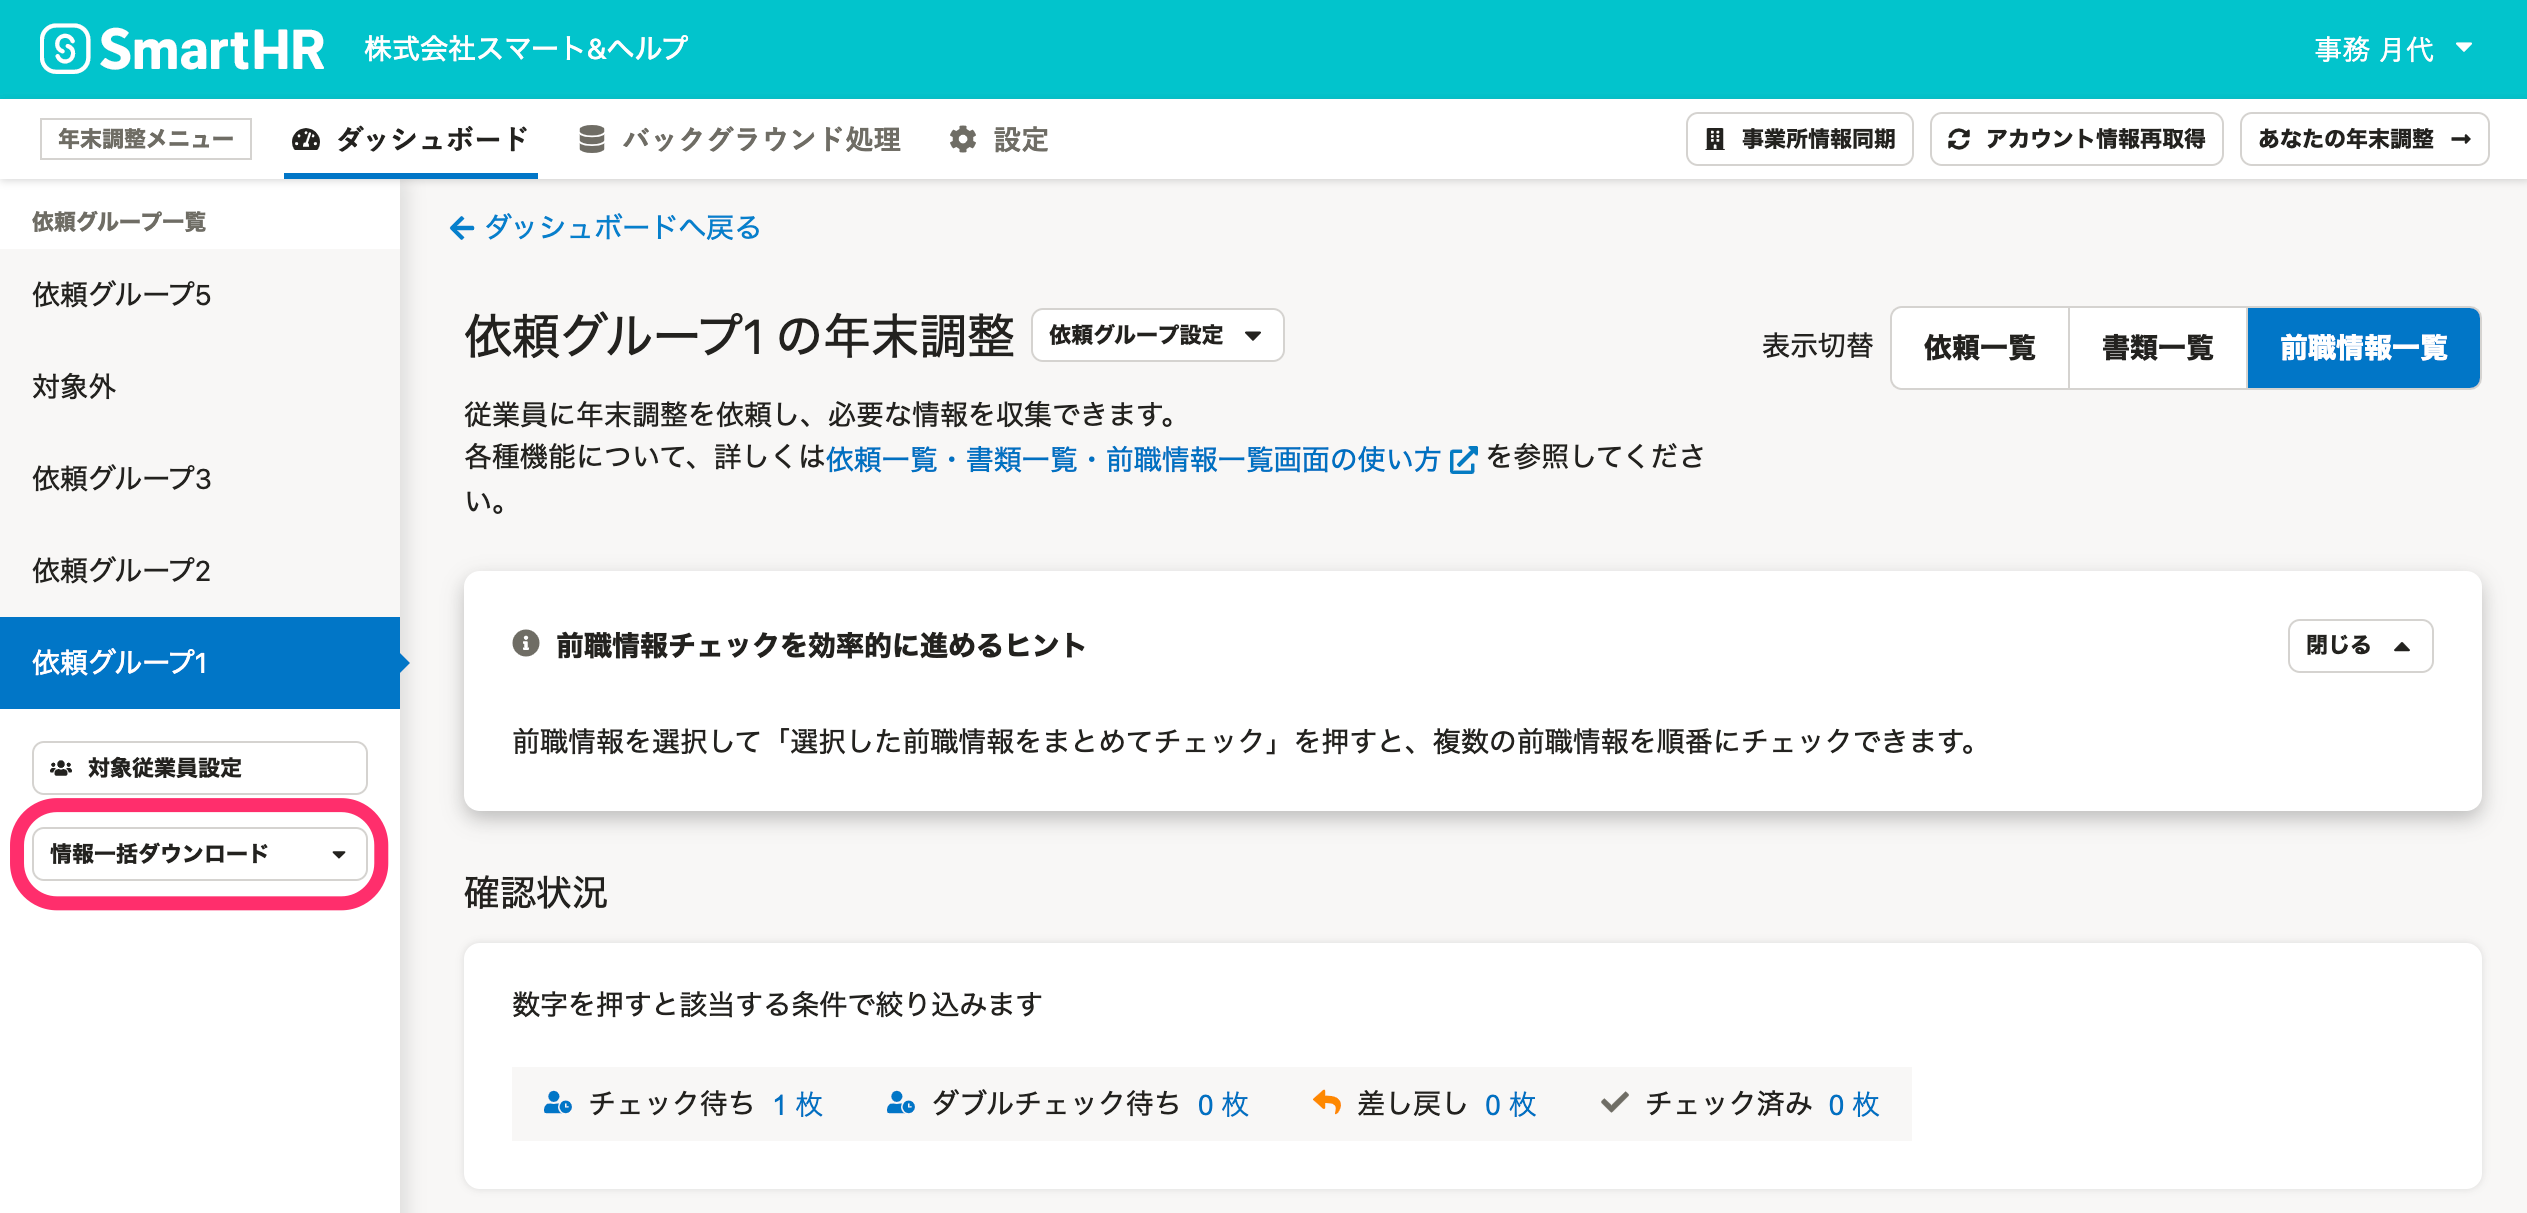 SmartHR 株式会社スマート&ヘルプ 事務 月代
年末調整メニュー ダッシュボード バックグラウンド処理 設定 事業所情報同期 アカウント情報再取得 あなたの年末調整 →
依頼グループ一覧
依頼グループ5
対象外
依頼グループ3
依頼グループ2
依頼グループ1
対象従業員設定
情報一括ダウンロード
← ダッシュボードへ戻る
依頼グループ1 の年末調整 依頼グループ設定
表示切替 依頼一覧 書類一覧 前職情報一覧
従業員に年末調整を依頼し、必要な情報を収集できます。
各種機能について、詳しくは依頼一覧・書類一覧・前職情報一覧画面の使い方 を参照してくださ
い。
前職情報チェックを効率的に進めるヒント 閉じる
前職情報を選択して「選択した前職情報をまとめてチェック」を押すと、複数の前職情報を順番にチェックできます。
確認状況
数字を押すと該当する条件で絞り込みます
チェック待ち 1 枚 ダブルチェック待ち 0 枚 差し戻し 0 枚 チェック済み 0 枚